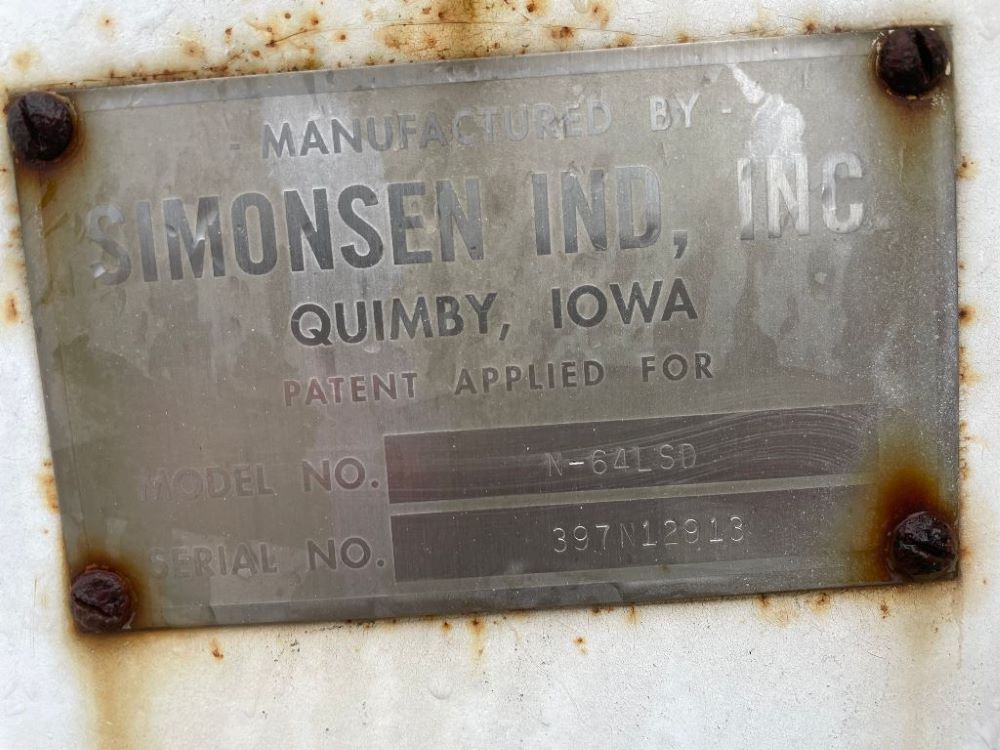 - MANUFACTURED BY -
SIMONSEN IND, INC.
QUIMBY, IOWA
PATENT APPLIED FOR
MODEL NO. N-64LSD
SERIAL NO. 397N12913